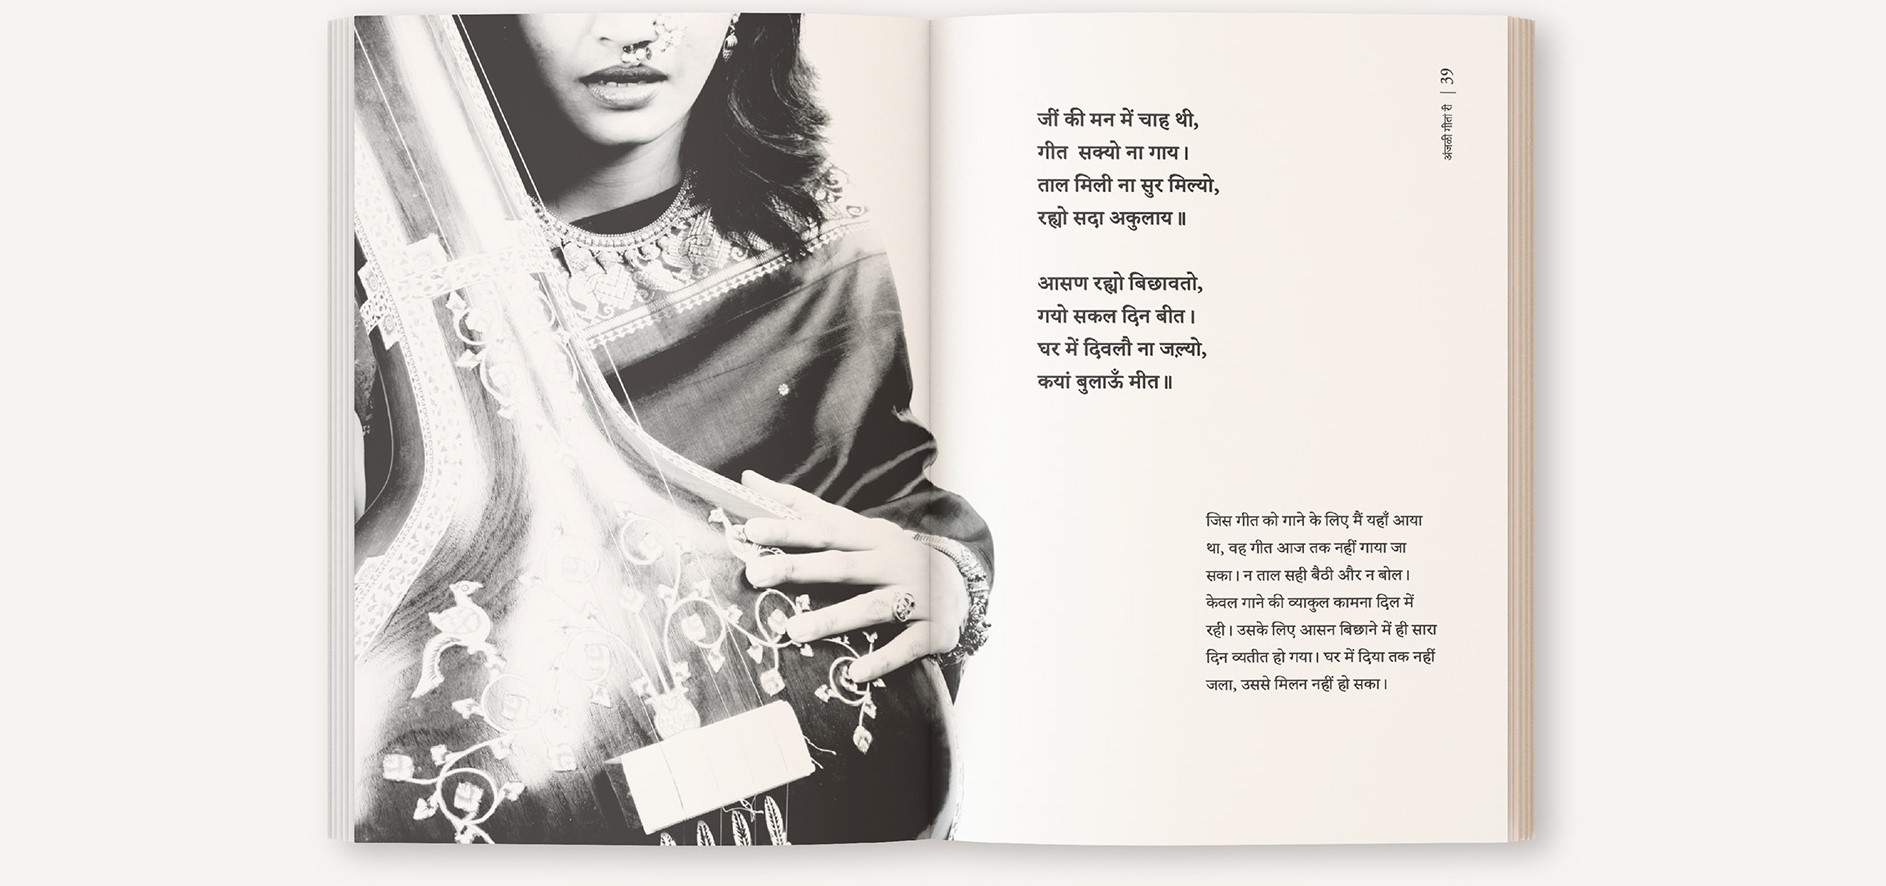 अंजळी गीतां री | 39
जीं की मन में चाह थी,
गीत सक्यो ना गाय।
ताल मिली ना सुर मिल्यो,
रह्यो सदा अकुलाय॥
आसण रह्यो बिछावतो,
गयो सकल दिन बीत।
घर में दिवलौ ना जल़्यो,
कयां बुलाऊँ मीत॥
जिस गीत को गाने के लिए मैं यहाँ आया
था, वह गीत आज तक नहीं गाया जा
सका। न ताल सही बैठी और न बोल।
केवल गाने की व्याकुल कामना दिल में
रही। उसके लिए आसन बिछाने में ही सारा
दिन व्यतीत हो गया। घर में दिया तक नहीं
जला, उससे मिलन नहीं हो सका।